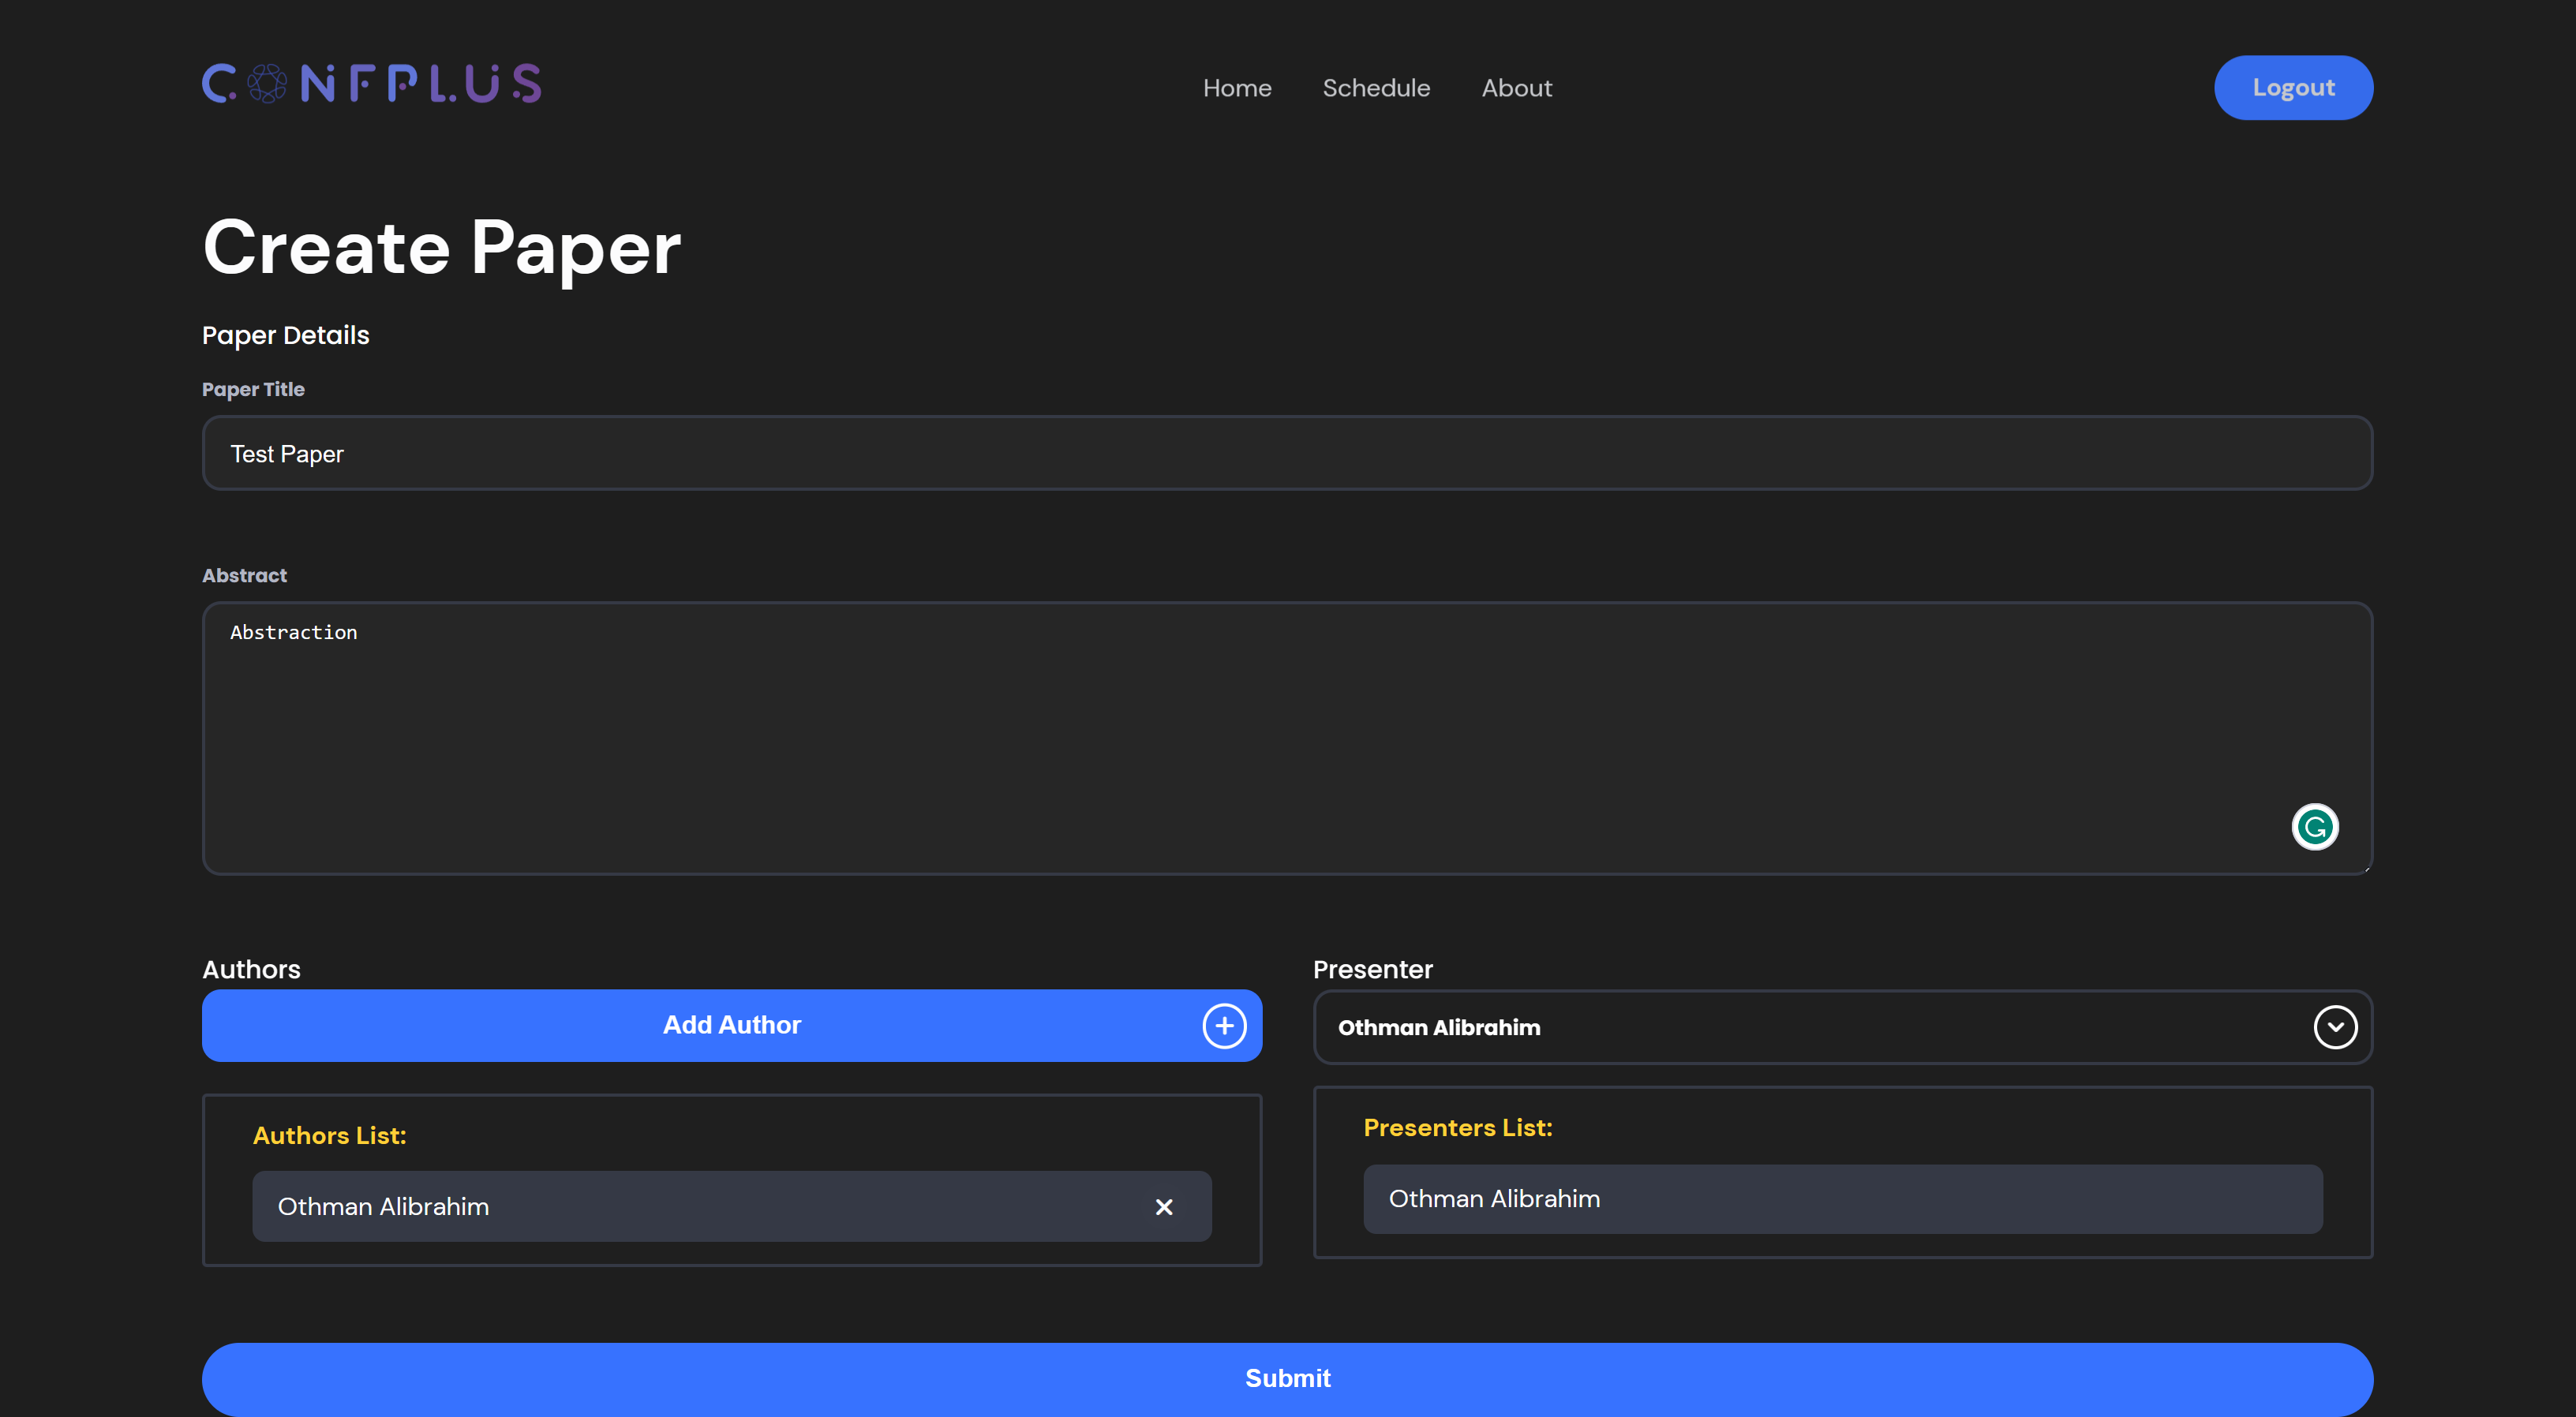 CONFPLUS
Home Schedule About
Logout
Create Paper
Paper Details
Paper Title
Test Paper
Abstract
Abstraction
Authors
Add Author
Authors List:
Othman Alibrahim
Presenter
Othman Alibrahim
Presenters List:
Othman Alibrahim
Submit